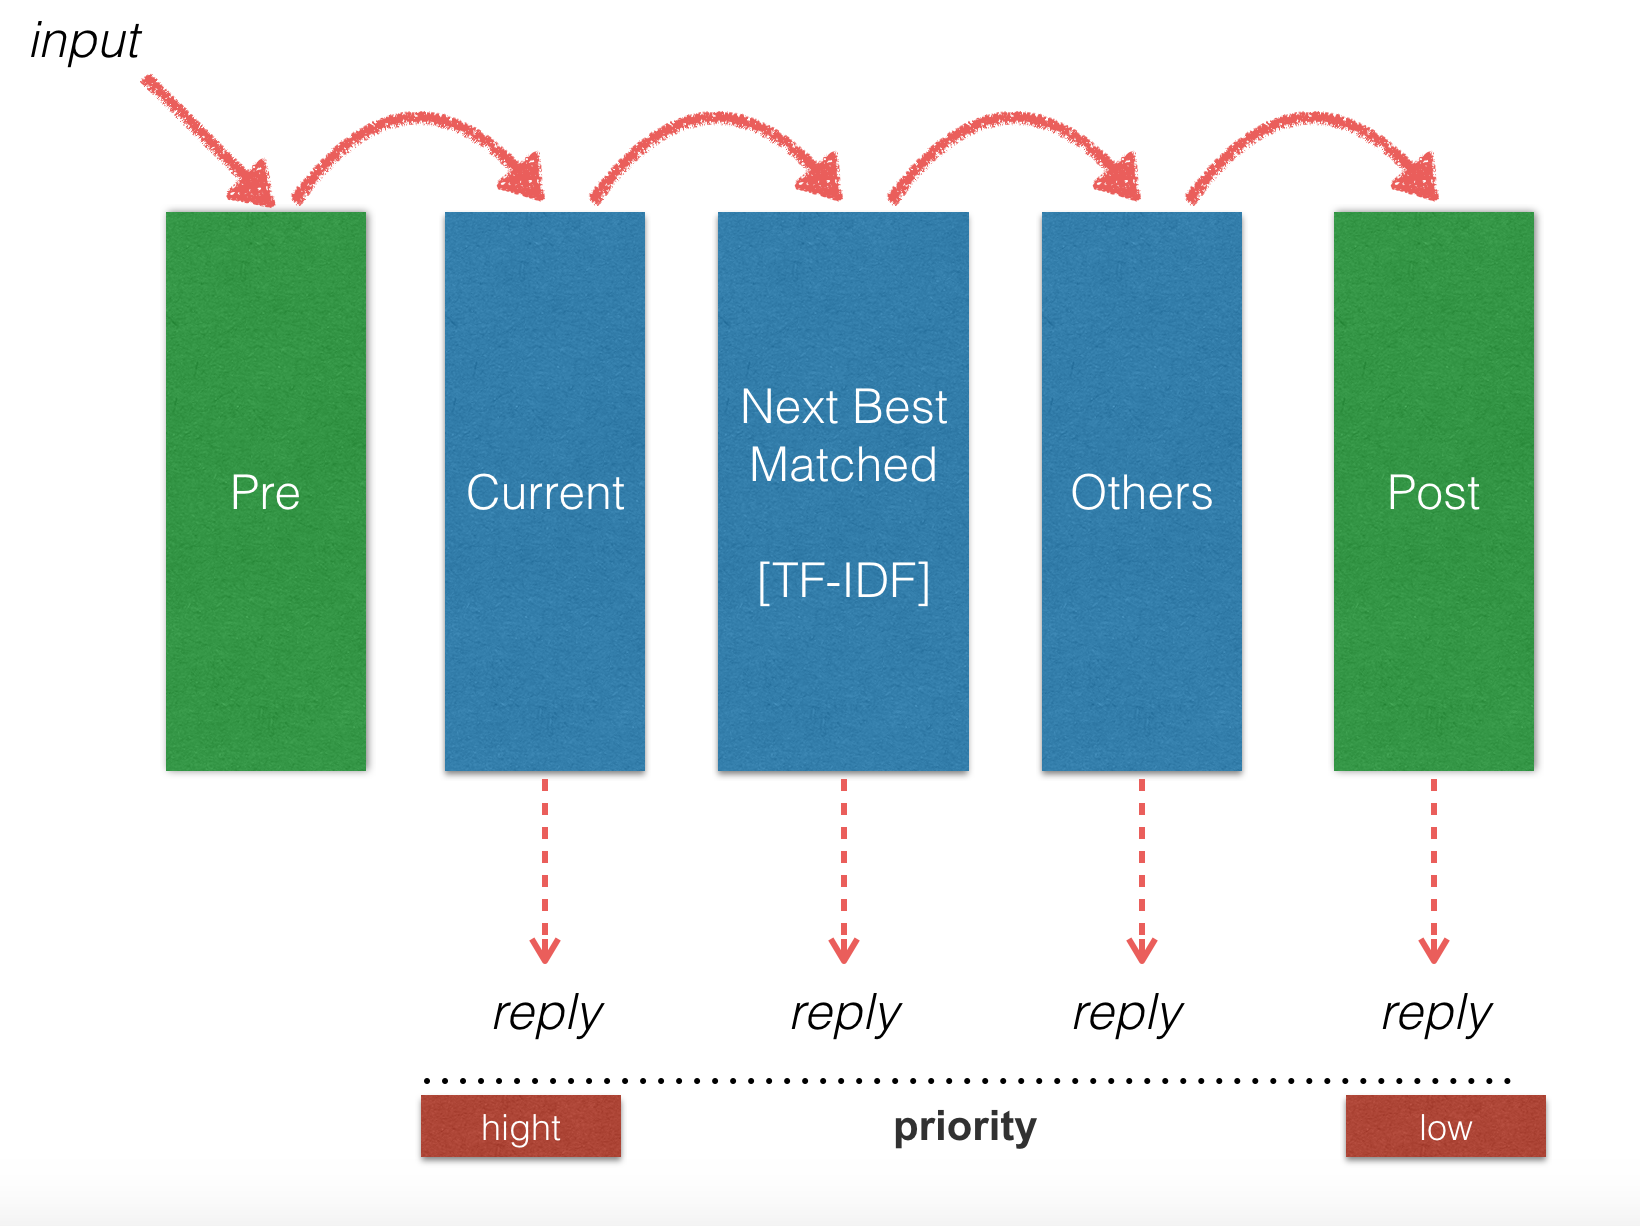 input
Pre
Current
Next Best
Matched
[TF-IDF]
Others
Post
reply
reply
reply
reply
hight
priority
low